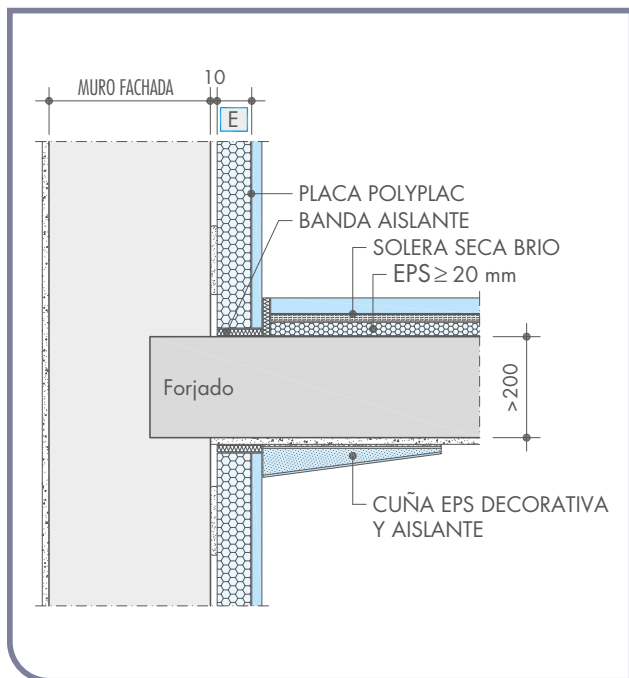 10
MURO FACHADA
E
PLACA POLYPLAC
BANDA AISLANTE
SOLERA SECA BRIO
EPS ≥ 20 mm
Forjado
>200
CUÑA EPS DECORATIVA
Y AISLANTE